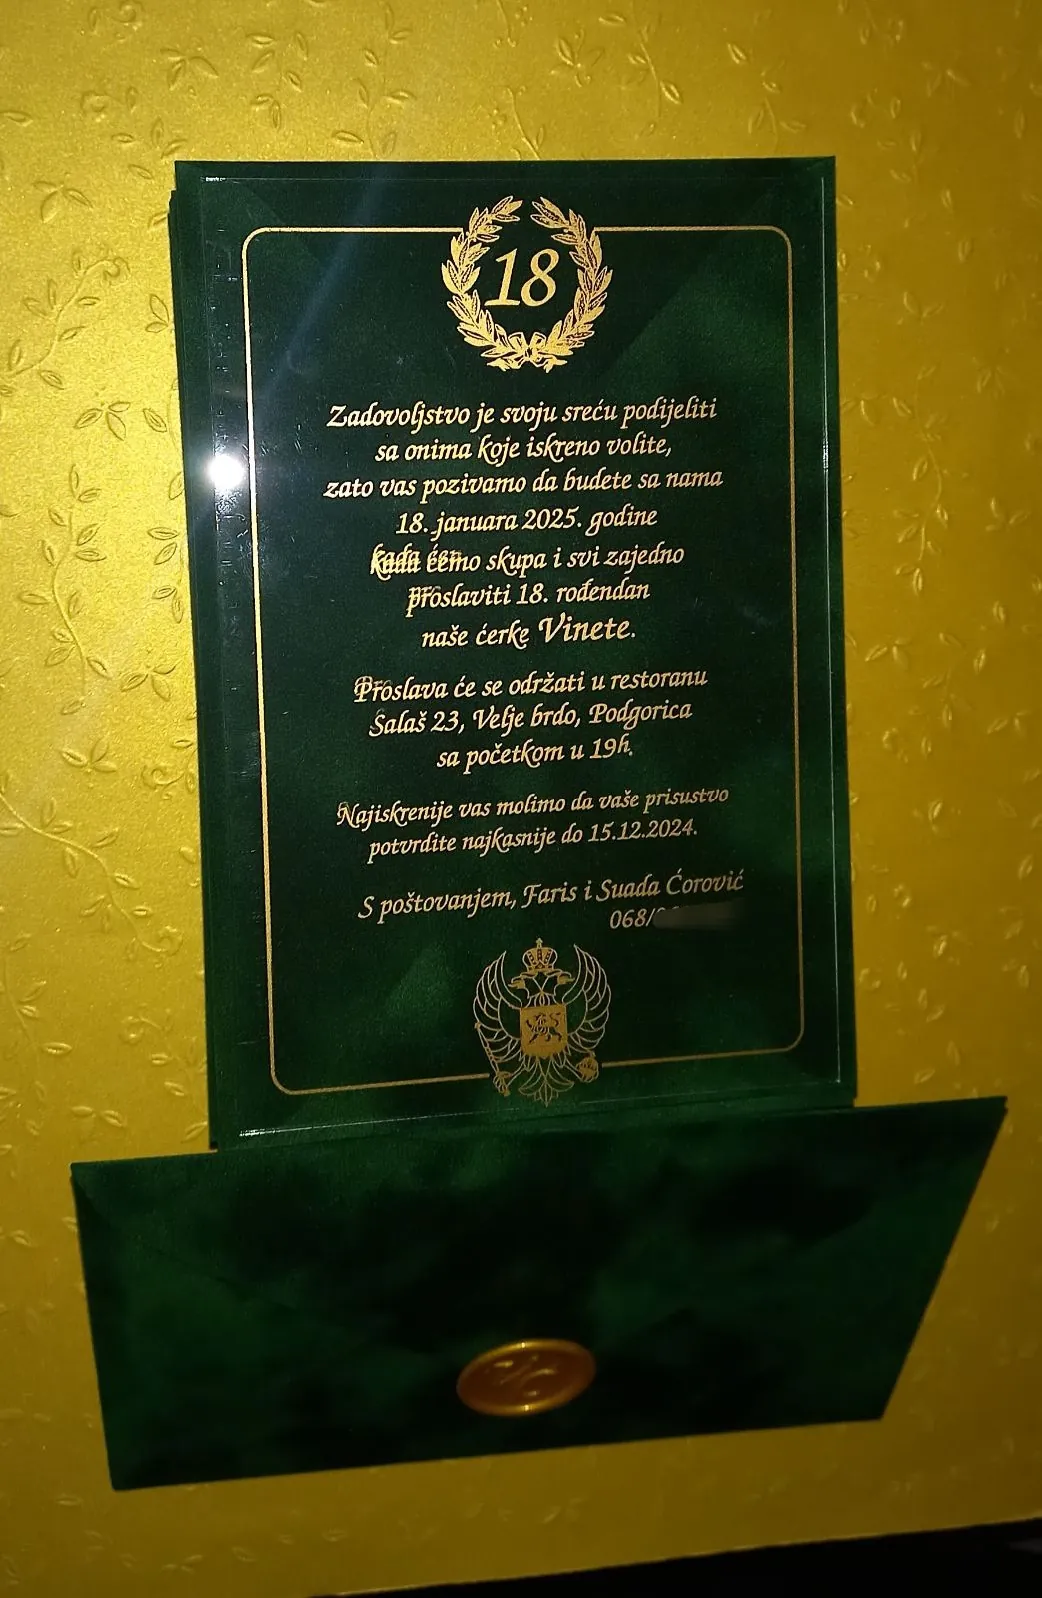 18
Zadovoljstvo je svoju sreću podijeliti
sa onima koje iskreno volite,
zato vas pozivamo da budete sa nama
18. januara 2025. godine
kada ćemo skupa i svi zajedno
proslaviti 18. rođendan
naše ćerke Vinete.
Proslava će se održati u restoranu
Salaš 23, Velje brdo, Podgorica
sa početkom u 19h.
Najiskrenije vas molimo da vaše prisustvo
potvrdite najkasnije do 15.12.2024.
S poštovanjem, Faris i Suada Ćorović
068/